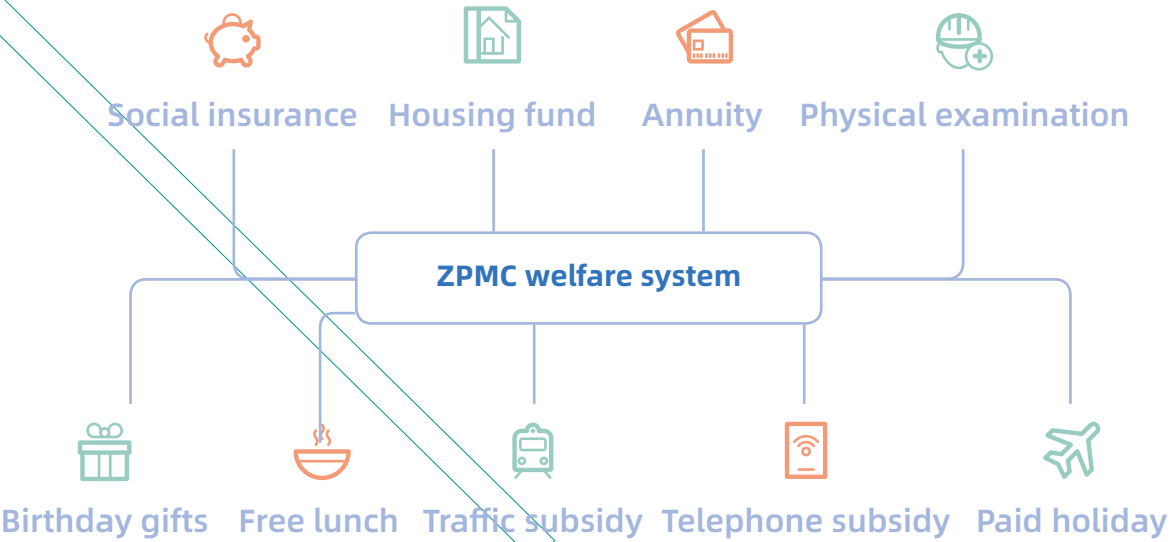 Social insurance
Housing fund
Annuity
Physical examination
ZPMC welfare system
Birthday gifts
Free lunch
Traffic subsidy
Telephone subsidy
Paid holiday